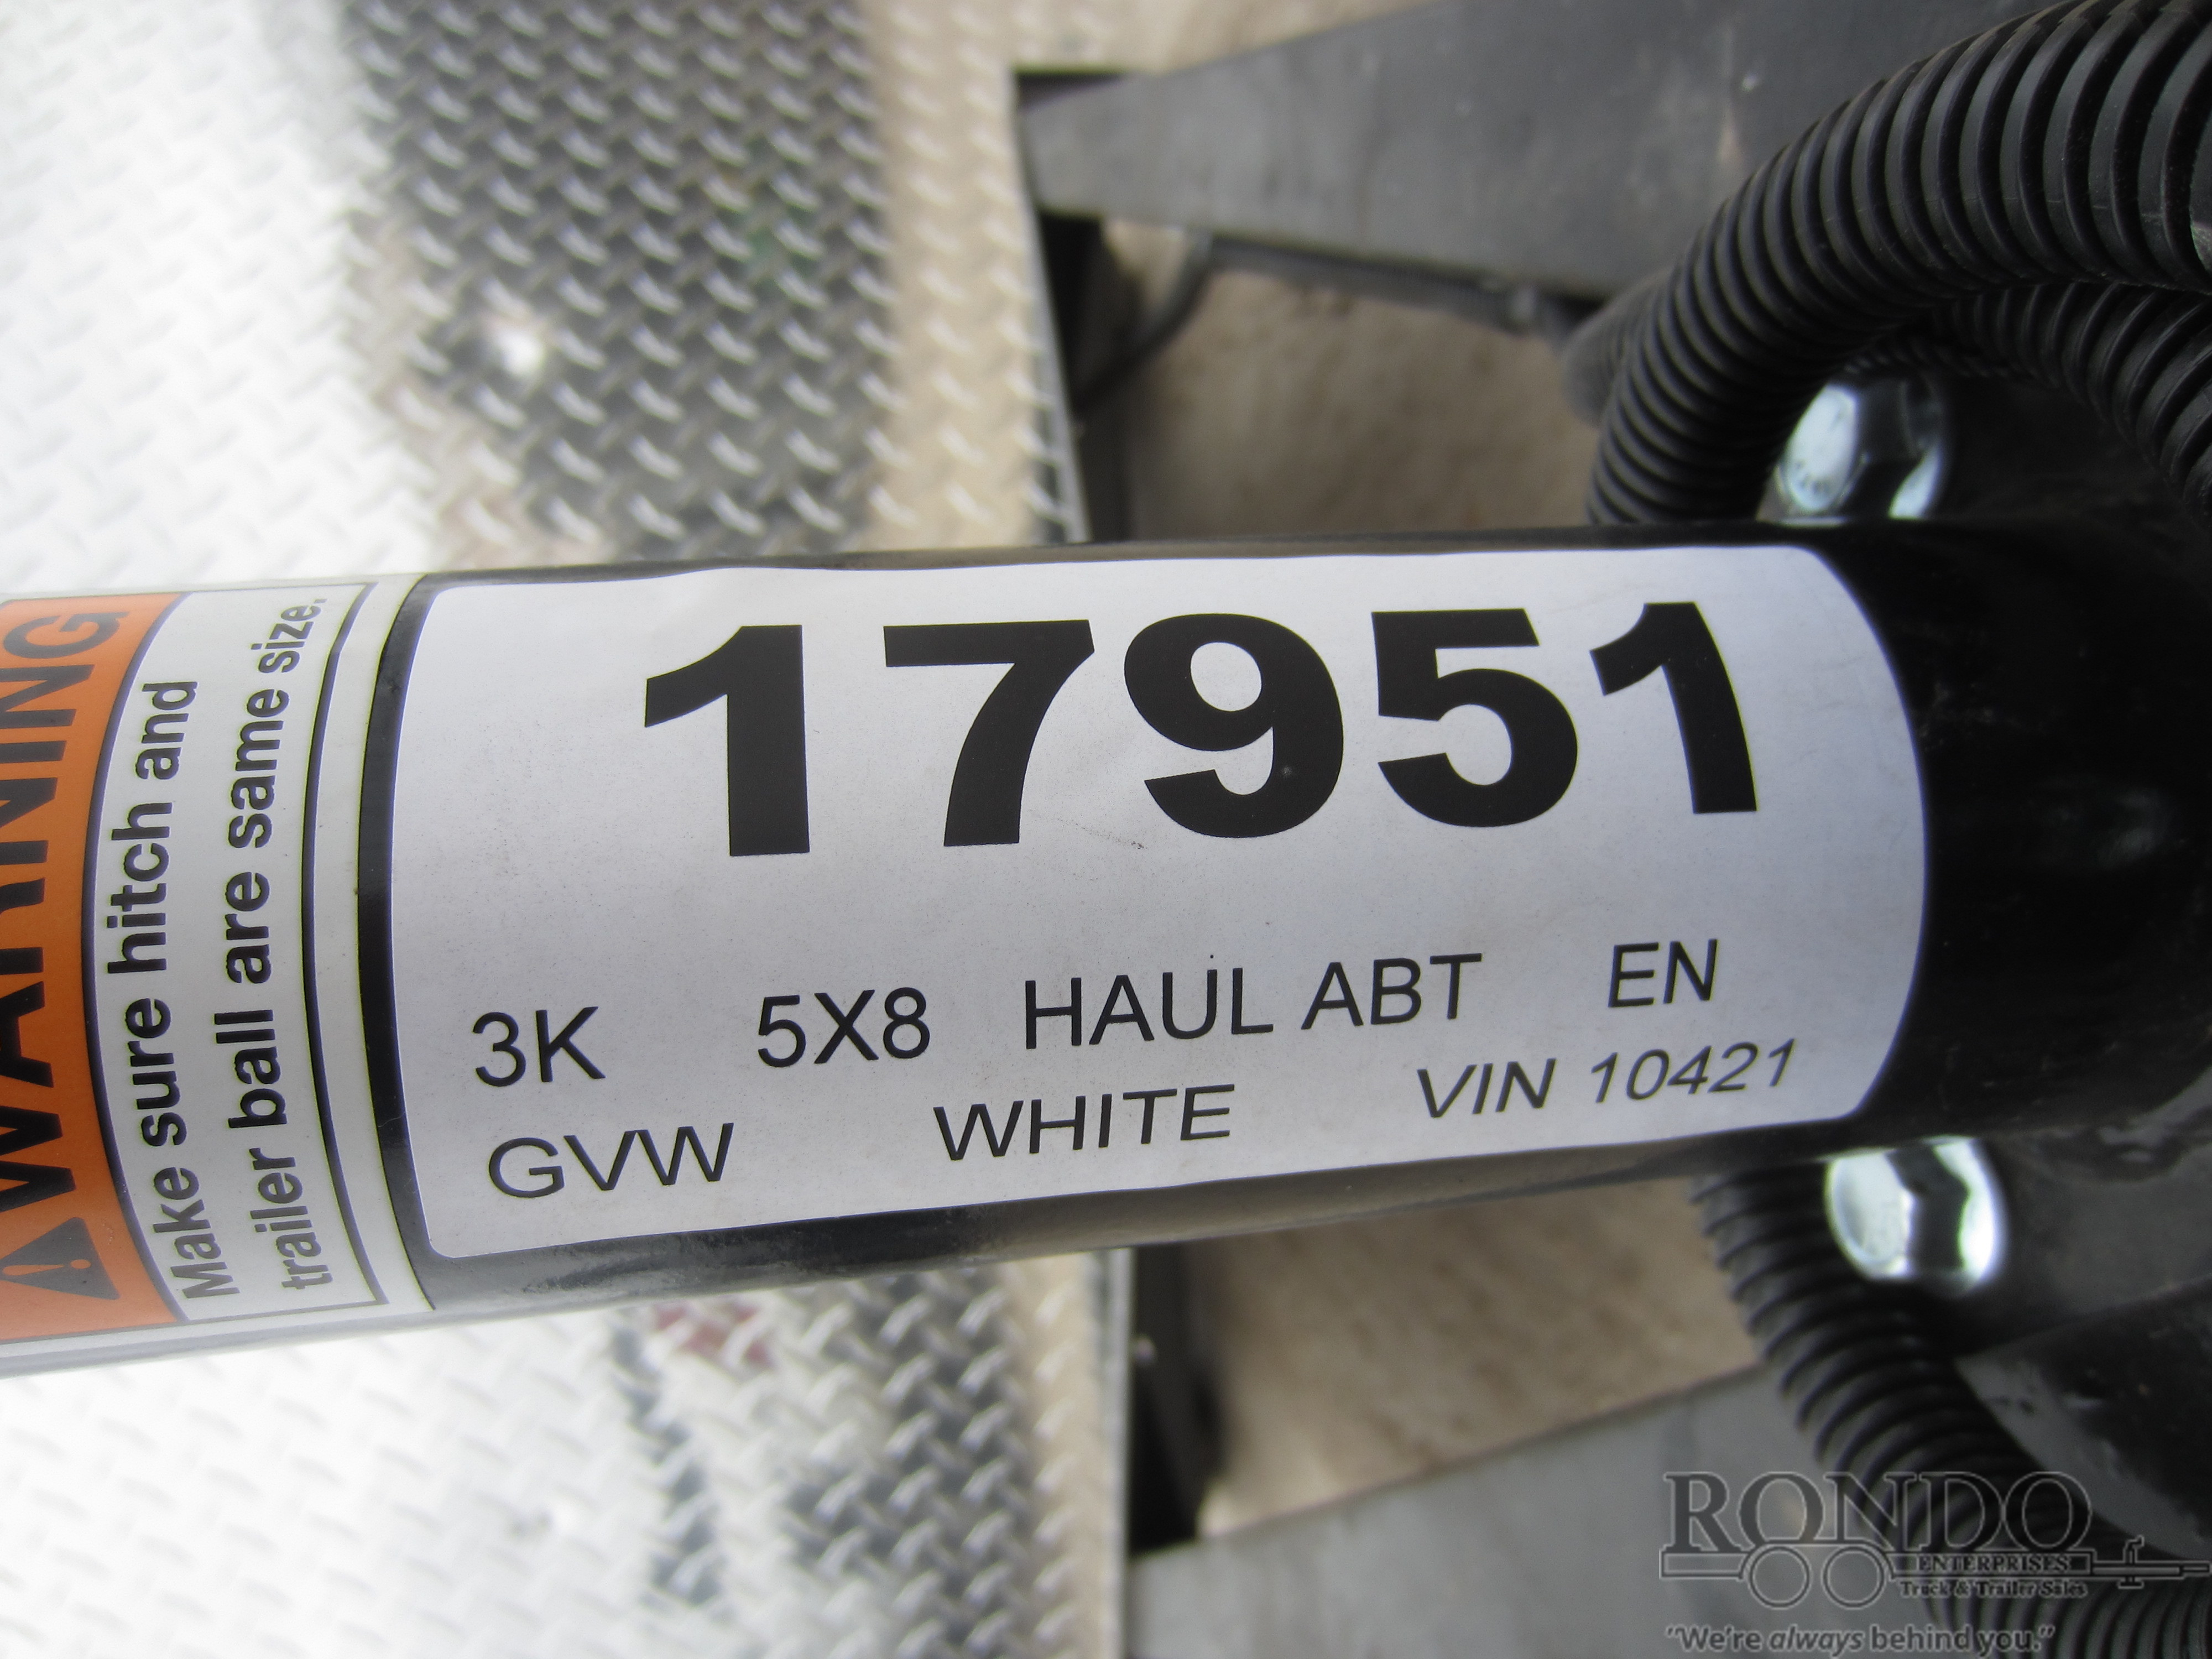 WARNING
Make sure hitch and
trailer ball are same size.
17951
3K 5X8 HAUL ABT EN
GVW WHITE VIN 10421
RONDO
ENTERPRISES
Truck & Trailer Sales
"We're always behind you."